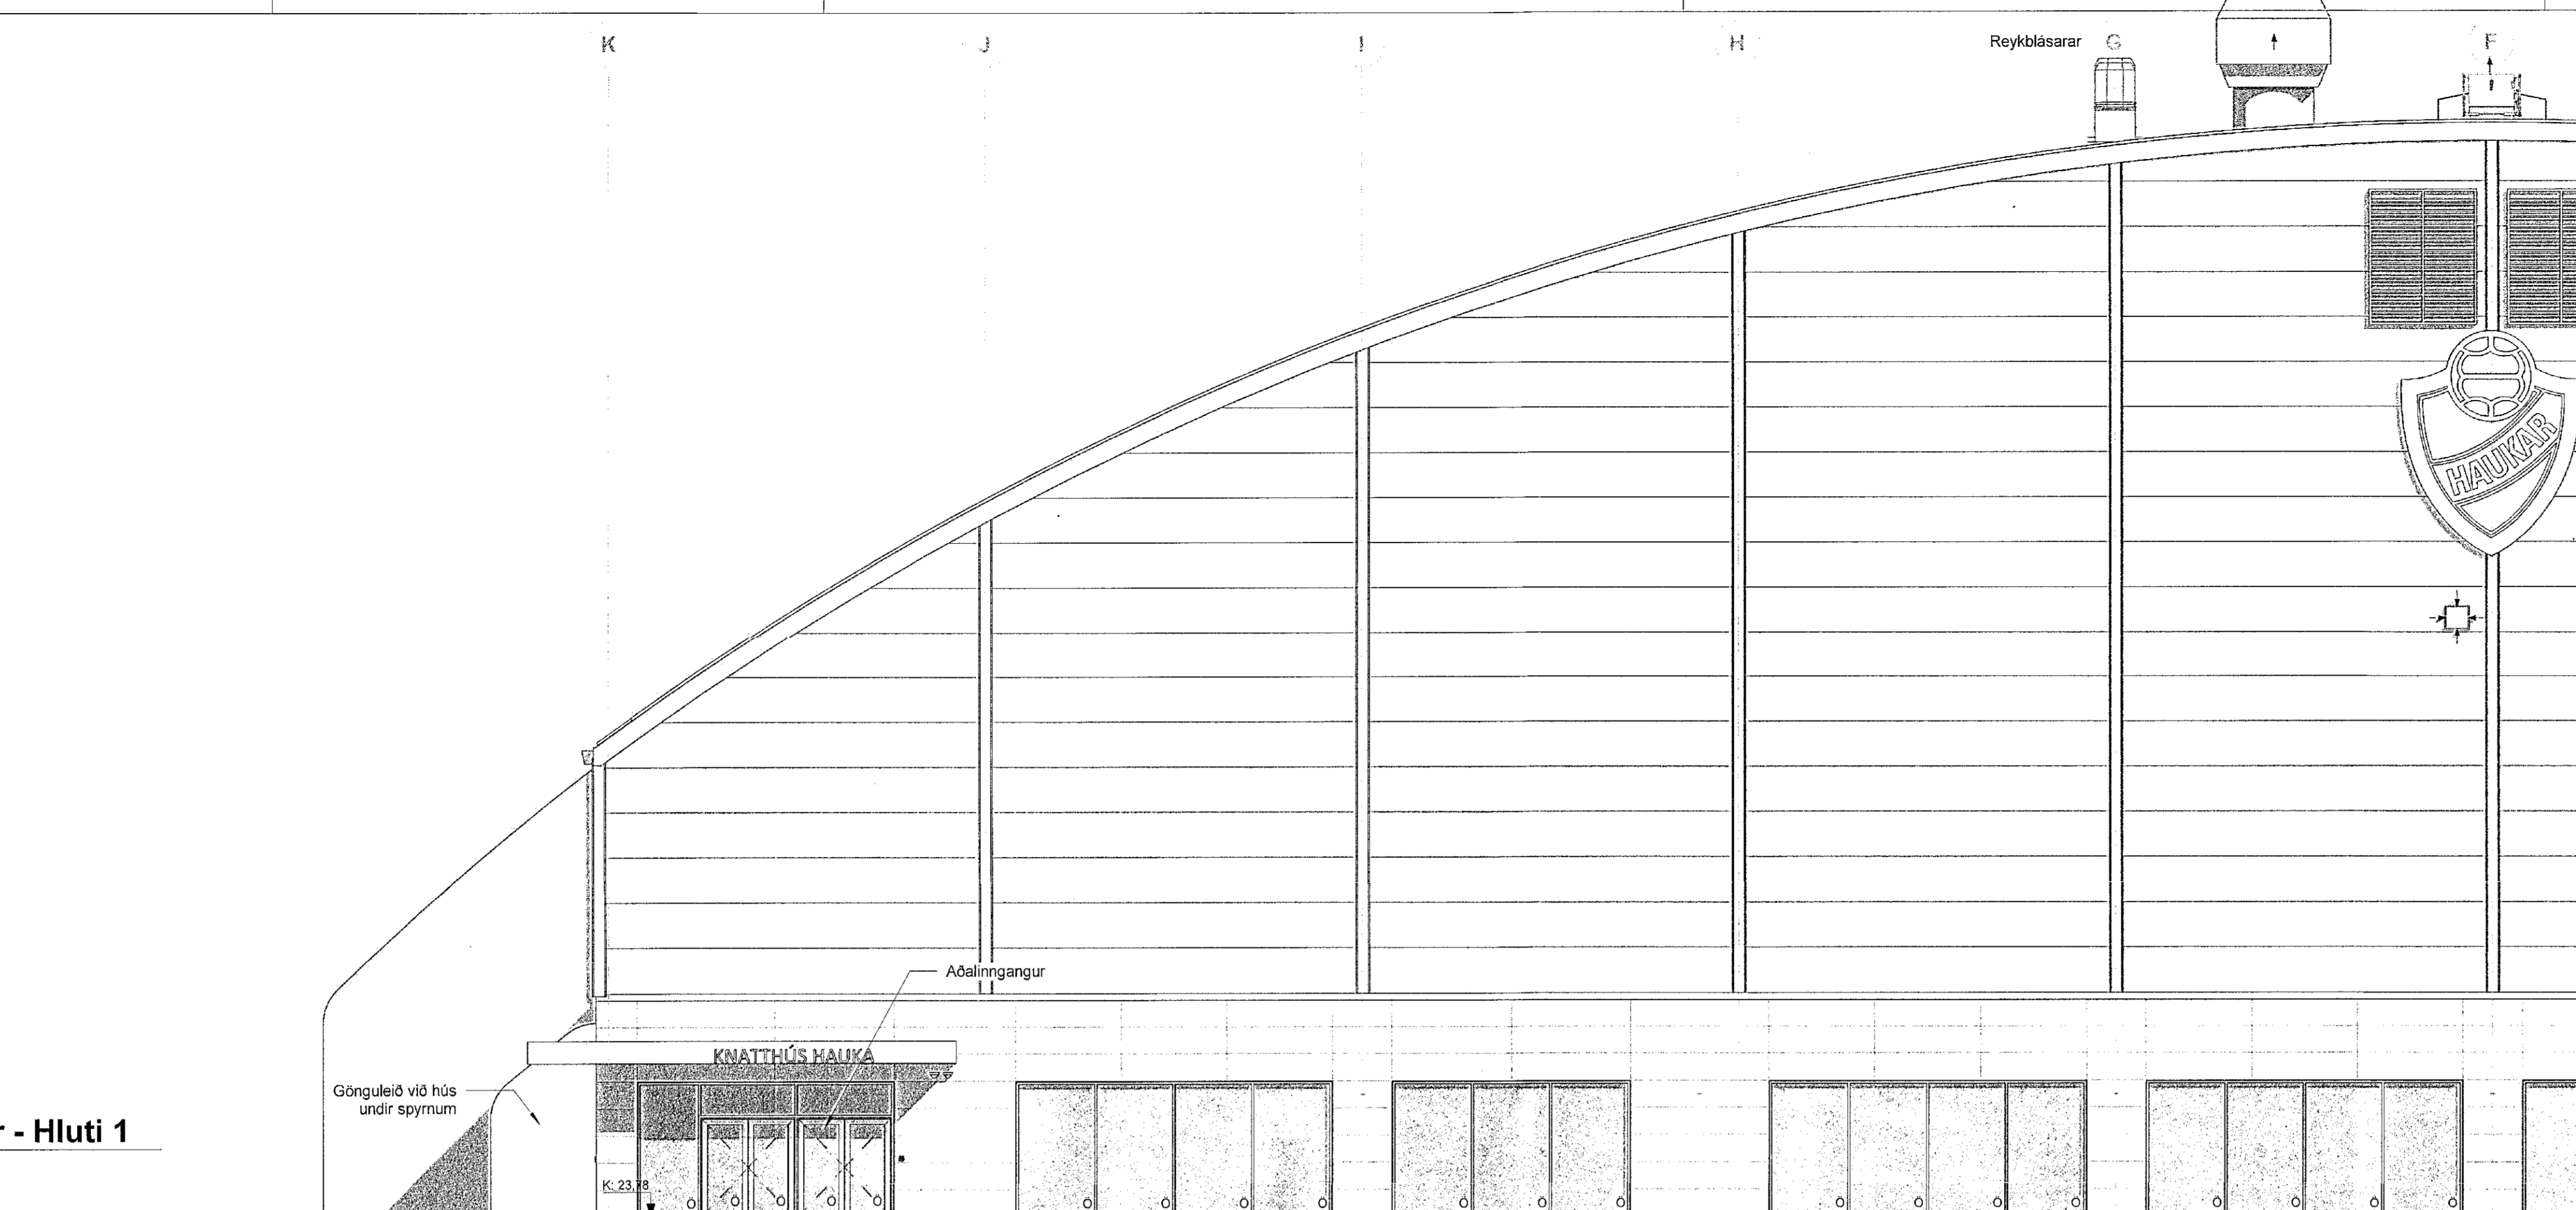 K
J
I
H
Reykblásarar
G
F
HAUKAR
Aðalinngangur
KNATTHÚS HAUKA
Gönguleið við hús
undir spyrnum
- Hluti 1
K: 23,78